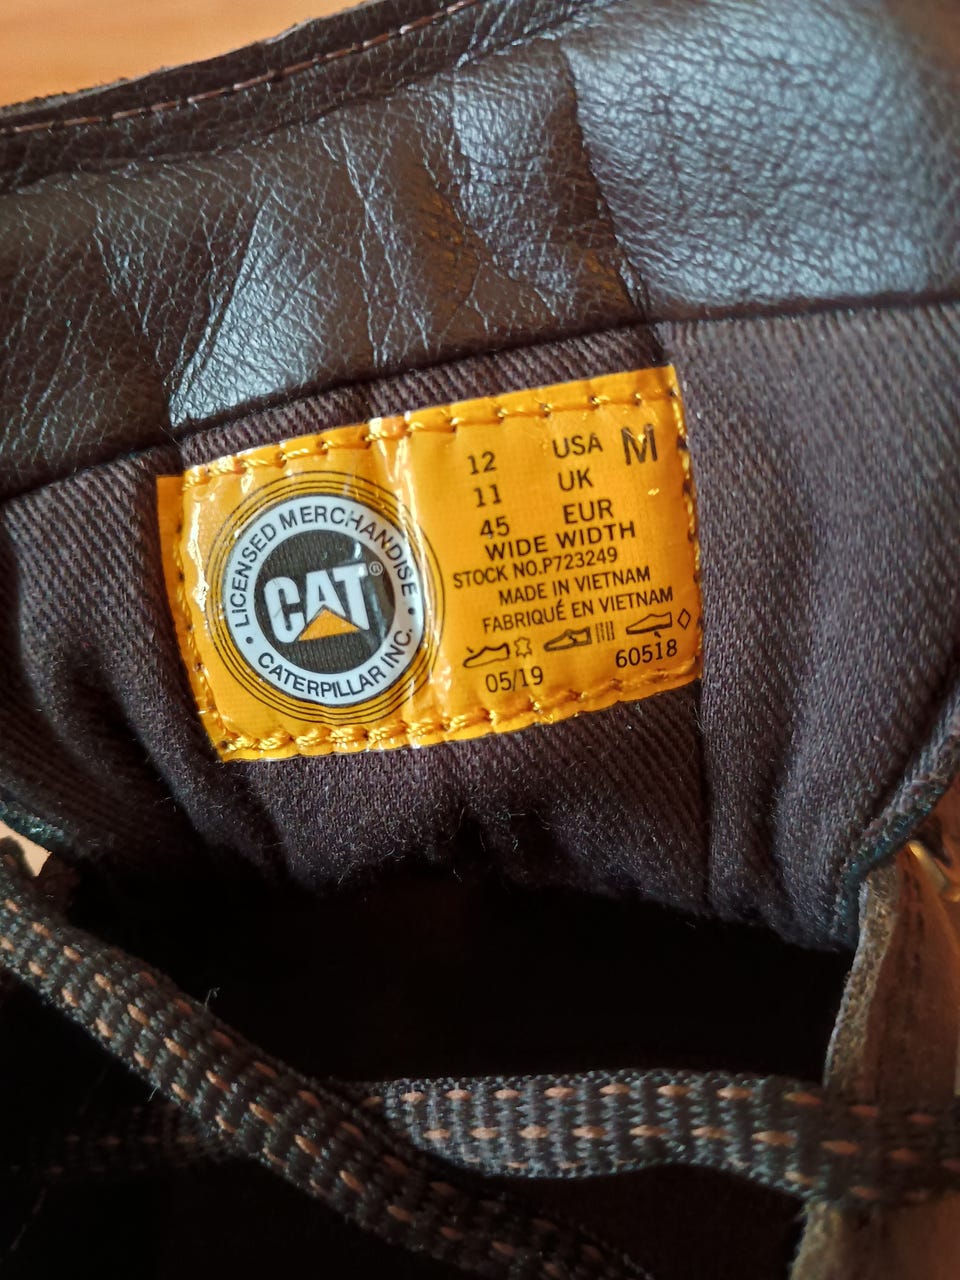 LICENSED MERCHANDISE
CAT®
CATERPILLAR INC.
12 USA M
11 UK
45 EUR
WIDE WIDTH
STOCK NO.P723249
MADE IN VIETNAM
FABRIQUÉ EN VIETNAM
05/19 60518